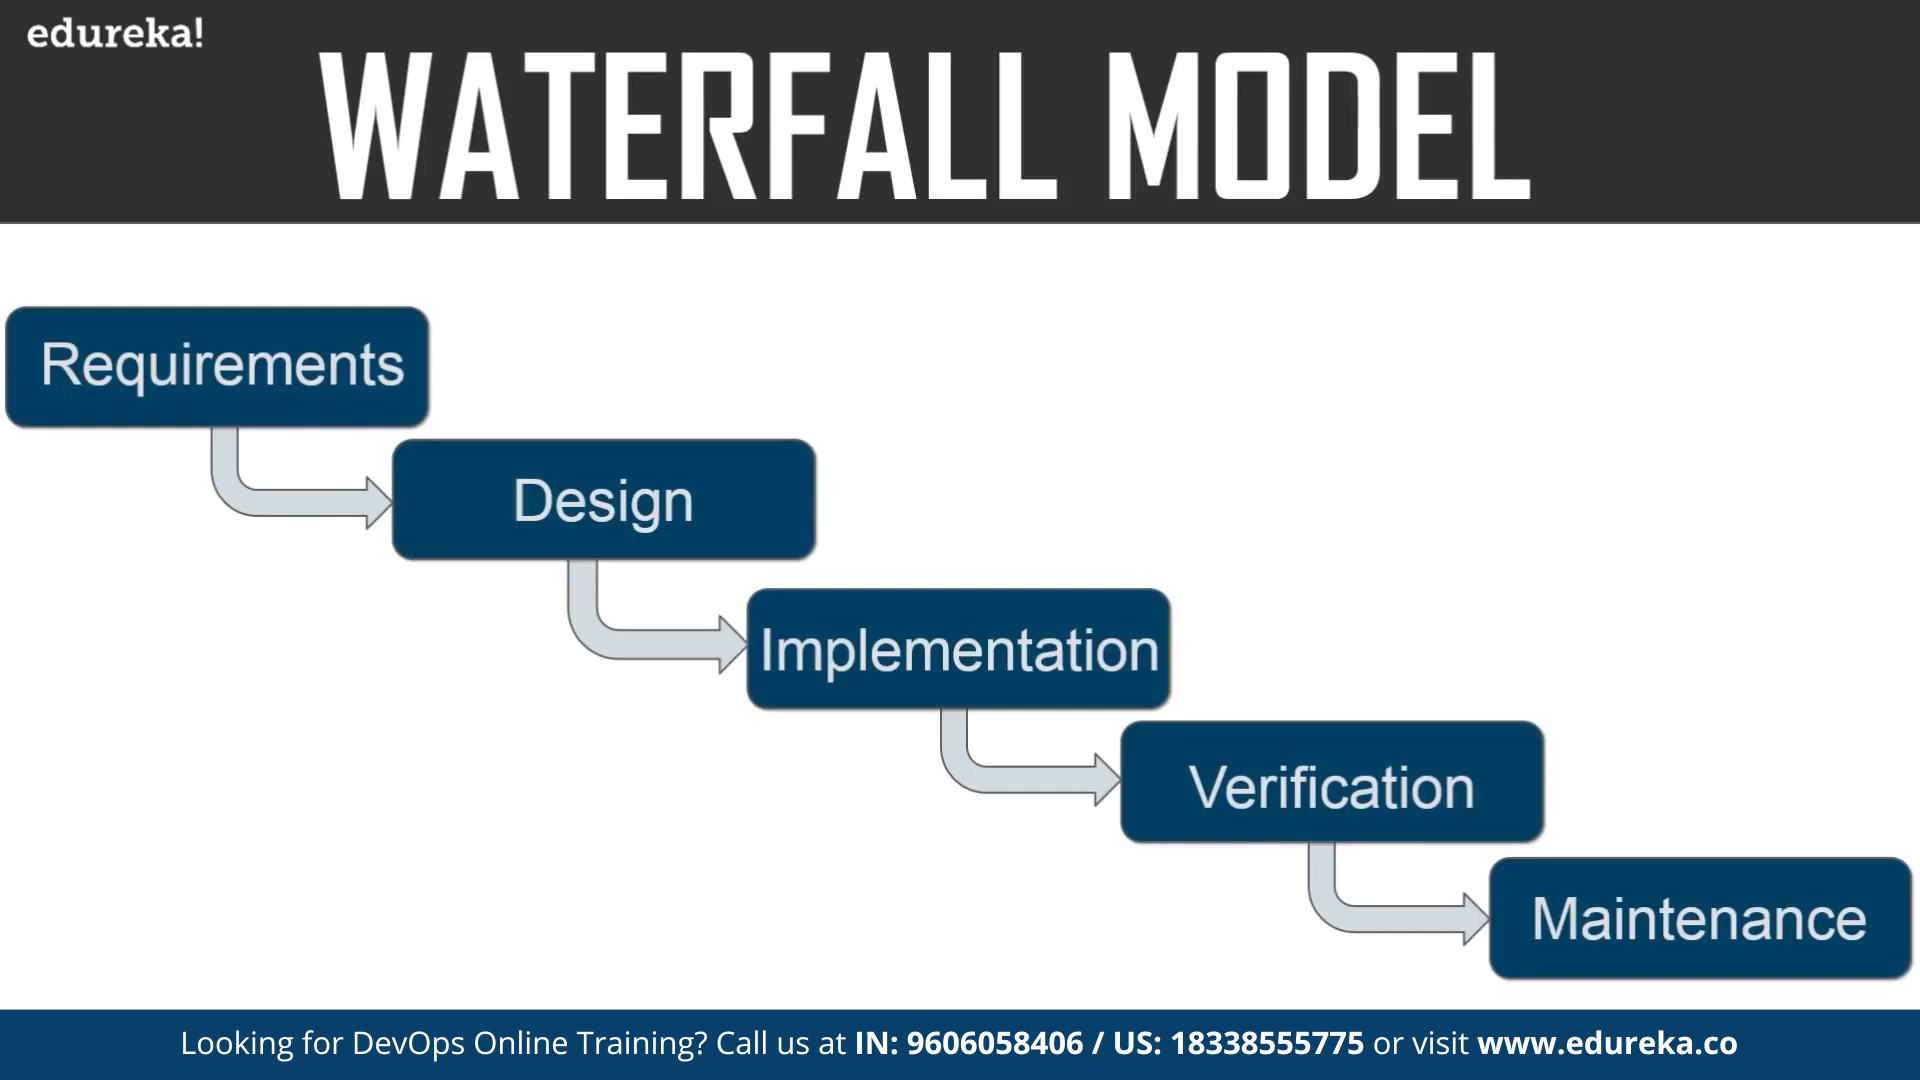 edureka!
WATERFALL MODEL
Requirements
Design
Implementation
Verification
Maintenance
Looking for DevOps Online Training? Call us at IN: 9606058406 / US: 18338555775 or visit www.edureka.co